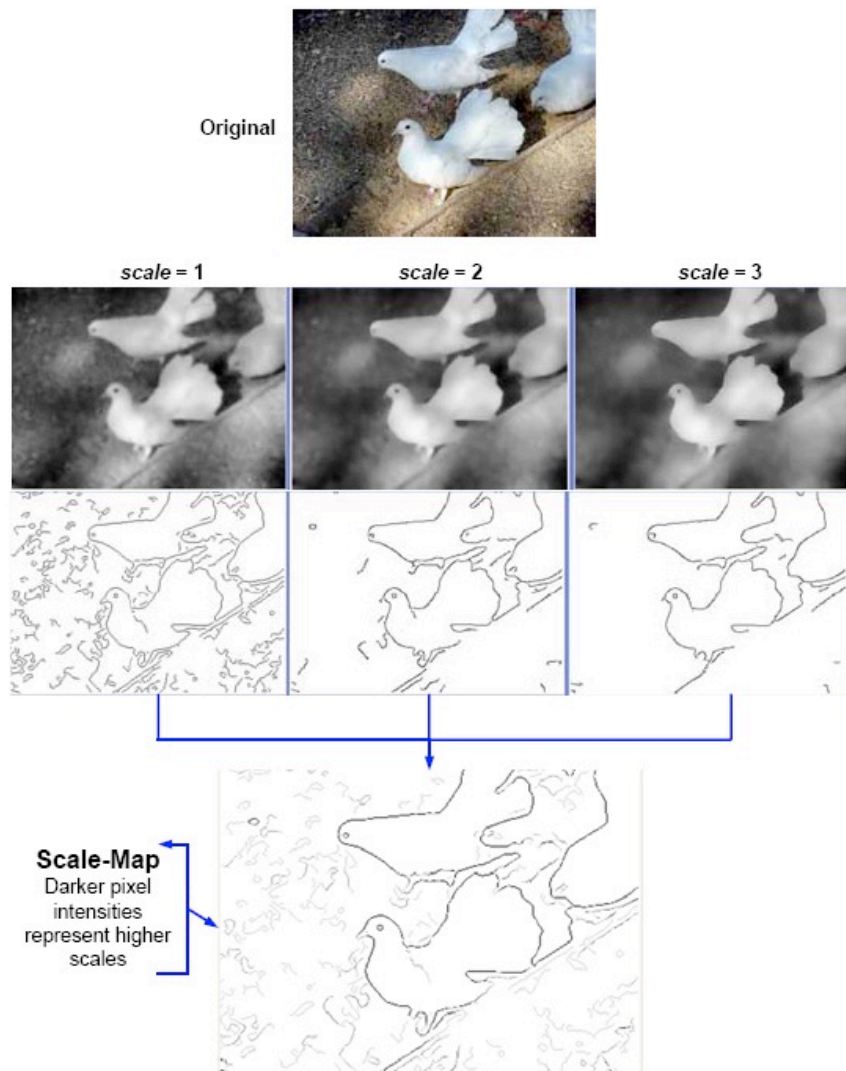 Original
scale = 1
scale = 2
scale = 3
Scale-Map
Darker pixel
intensities
represent higher
scales